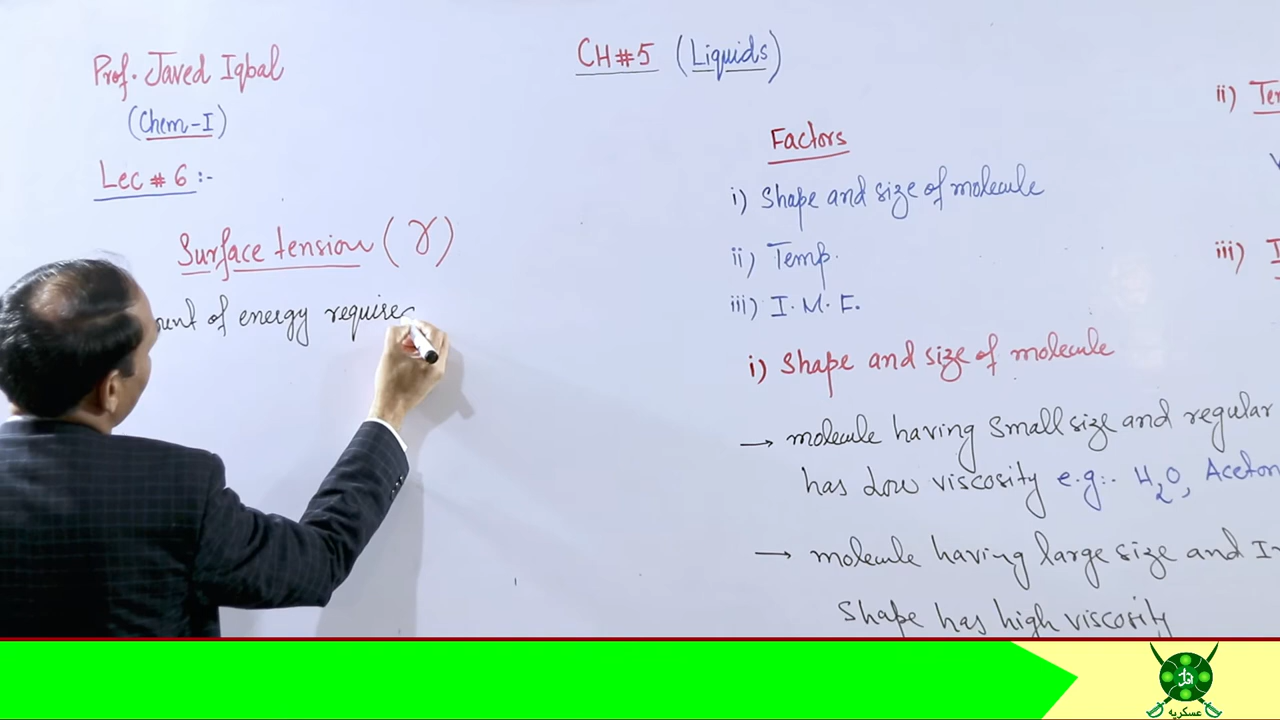 Prof. Javed Iqbal
(Chem-I)
Lec # 6:-
Surface tension (γ)
of energy require
CH#5 (Liquids)
Factors
i) Shape and size of molecule
ii) Temp.
iii) I.M.F.
i) Shape and size of molecule
→ molecule having small size and regular
has low viscosity e.g:. H₂O, Aceton
→ molecule having large size and I
Shape has high viscosity
ii)
iii)
عسکریہ